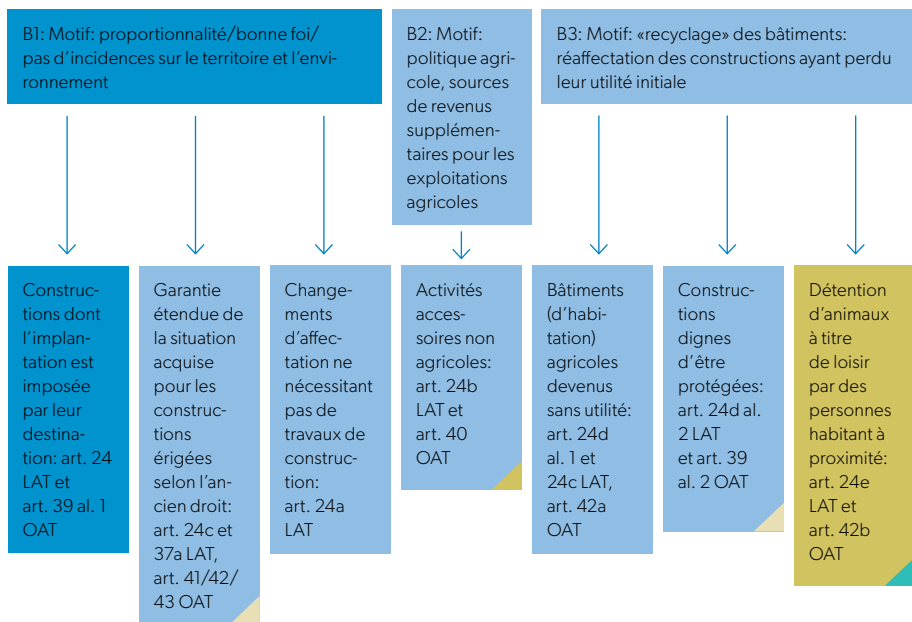 B1: Motif: proportionnalité/bonne foi/
pas d’incidences sur le territoire et l’envi-
ronnement
B2: Motif:
politique agri-
cole, sources
de revenus
supplémen-
taires pour les
exploitations
agricoles
B3: Motif: «recyclage» des bâtiments:
réaffectation des constructions ayant perdu
leur utilité initiale
Construc-
tions dont
l’implan-
tation est
imposée
par leur
destina-
tion: art. 24
LAT et
art. 39 al. 1
OAT
Garantie
étendue de
la situation
acquise
pour les
construc-
tions
érigées
selon l’an-
cien droit:
art. 24c et
37a LAT,
art. 41/42/
43 OAT
Change-
ments
d’affec-
tation ne
nécessitant
pas de
travaux de
construc-
tion:
art. 24a
LAT
Activités
acces-
soires non
agricoles:
art. 24b
LAT et
art. 40
OAT
Bâtiments
(d’habi-
tation)
agricoles
devenus
sans utilité:
art. 24d
al. 1 et
24c LAT,
art. 42a
OAT
Construc-
tions
dignes
d’être
protégées:
art. 24d al.
2 LAT
et art. 39
al. 2 OAT
Détention
d’animaux
à titre
de loisir
par des
personnes
habitant à
proximité:
art. 24e
LAT et
art. 42b
OAT